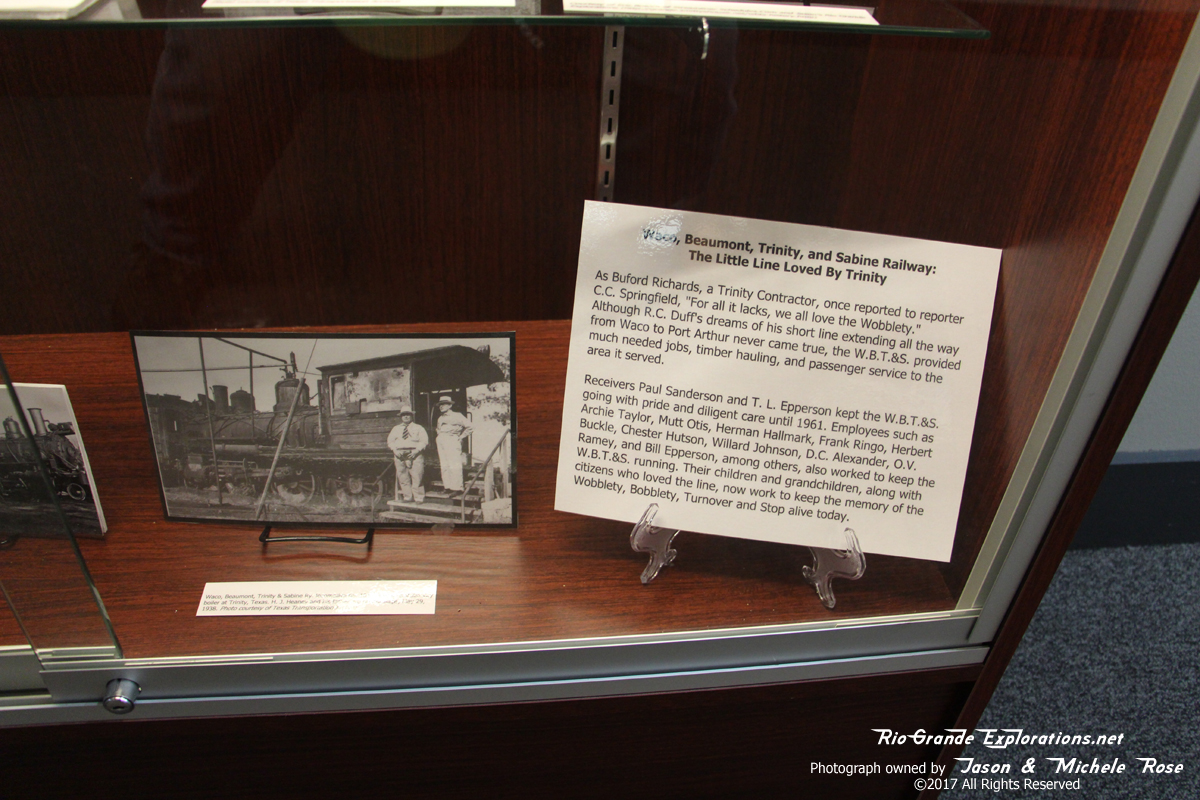 Waco, Beaumont, Trinity, and Sabine Railway:
The Little Line Loved By Trinity
As Buford Richards, a Trinity Contractor, once reported to reporter
C.C. Springfield, "For all it lacks, we all love the Wobblety."
Although R.C. Duff's dreams of his short line extending all the way
from Waco to Port Arthur never came true, the W.B.T.&S. provided
much needed jobs, timber hauling, and passenger service to the
area it served.
Receivers Paul Sanderson and T. L. Epperson kept the W.B.T.&S.
going with pride and diligent care until 1961. Employees such as
Archie Taylor, Mutt Otis, Herman Hallmark, Frank Ringo, Herbert
Buckle, Chester Hutson, Willard Johnson, D.C. Alexander, O.V.
Ramey, and Bill Epperson, among others, also worked to keep the
W.B.T.&S. running. Their children and grandchildren, along with
citizens who loved the line, now work to keep the memory of the
Wobblety, Bobblety, Turnover and Stop alive today.
Waco, Beaumont, Trinity & Sabine Ry.
boiler at Trinity, Texas. H. J. Heaney and
1938. Photo courtesy of Texas Transportation
Rio Grande Explorations.net
Photograph owned by Jason & Michele Rose
©2017 All Rights Reserved